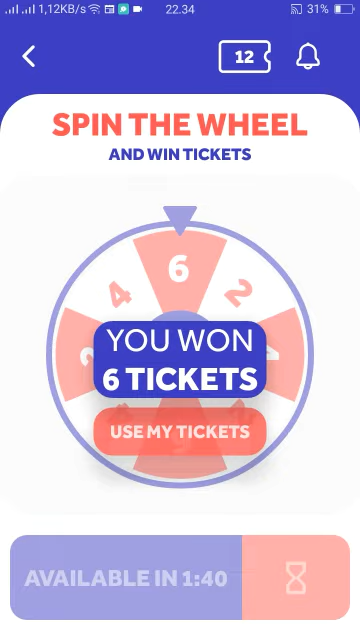 1,12KB/s 22.34 31%
12
SPIN THE WHEEL
AND WIN TICKETS
6
4 2
YOU WON
6 TICKETS
USE MY TICKETS
AVAILABLE IN 1:40